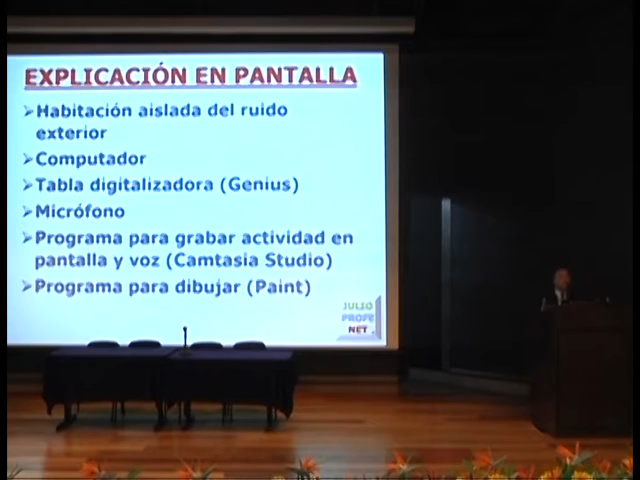 EXPLICACIÓN EN PANTALLA
➢Habitación aislada del ruido
exterior
➢Computador
➢Tabla digitalizadora (Genius)
➢Micrófono
➢Programa para grabar actividad en
pantalla y voz (Camtasia Studio)
➢Programa para dibujar (Paint)
JULIO
PROFE
NET